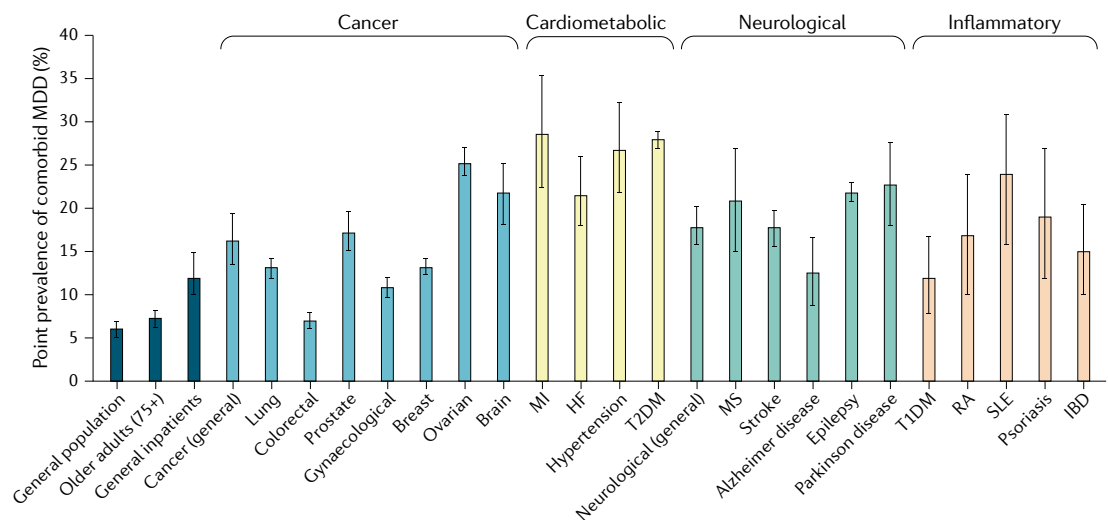 Cancer
Cardiometabolic
Neurological
Inflammatory
Point prevalence of comorbid MDD (%)
40
35
30
25
20
15
10
5
0
General population
Older adults (75+)
General inpatients
Cancer (general)
Lung
Colorectal
Prostate
Gynaecological
Breast
Ovarian
Brain
MI
HF
Hypertension
T2DM
Neurological (general)
MS
Stroke
Alzheimer disease
Epilepsy
Parkinson disease
T1DM
RA
SLE
Psoriasis
IBD